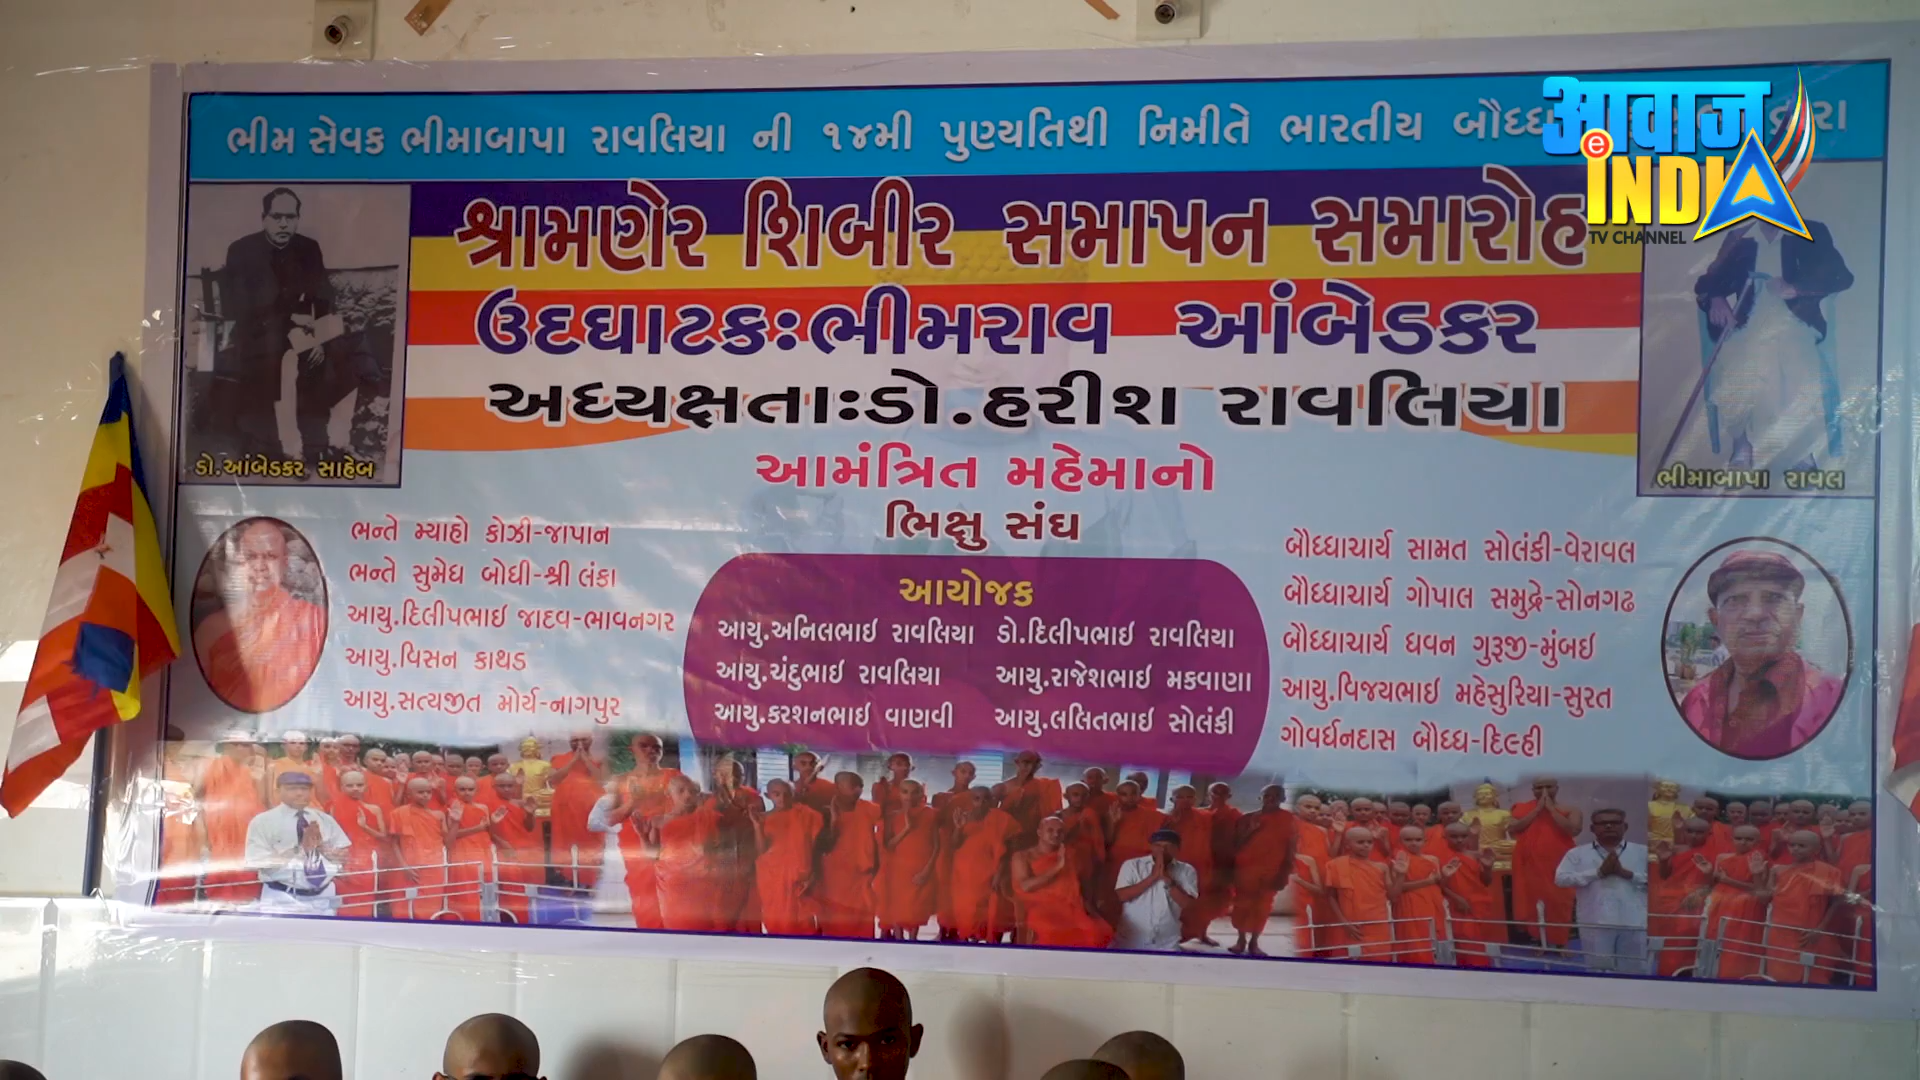 ભીમ સેવક ભીમાબાપા રાવલિયા ની ૧૪મી પુણ્યતિથી નિમીતે ભારતીય બૌધ્ધ
आवाज
e INDIA
TV CHANNEL
શ્રામણેર શિબીર સમાપન સમારોહ
ઉદઘાટક:ભીમરાવ આંબેડકર
અધ્યક્ષતા:ડો.હરીશ રાવલિયા
ડો.આંબેડકર સાહેબ
ભીમાબાપા રાવલ
આમંત્રિત મહેમાનો
ભિક્ષુ સંઘ
ભન્તે મ્યાહો કોઝી-જાપાન
ભન્તે સુમેધ બોધી-શ્રી લંકા
આયુ.દિલીપભાઇ જાદવ-ભાવનગર
આયુ.વિસન કાથડ
આયુ.સત્યજીત મોર્ય-નાગપુર
આયોજક
આયુ.અનિલભાઇ રાવલિયા ડો.દિલીપભાઇ રાવલિયા
આયુ.ચંદુભાઇ રાવલિયા આયુ.રાજેશભાઇ મકવાણા
આયુ.કરશનભાઇ વાણવી આયુ.લલિતભાઇ સોલંકી
બૌધ્ધાચાર્ય સામત સોલંકી-વેરાવલ
બૌધ્ધાચાર્ય ગોપાલ સમુદ્રે-સોનગઢ
બૌધ્ધાચાર્ય ધવન ગુરૂજી-મુંબઇ
આયુ.વિજયભાઇ મહેસુરિયા-સુરત
ગોવર્ધનદાસ બૌધ્ધ-દિલ્હી